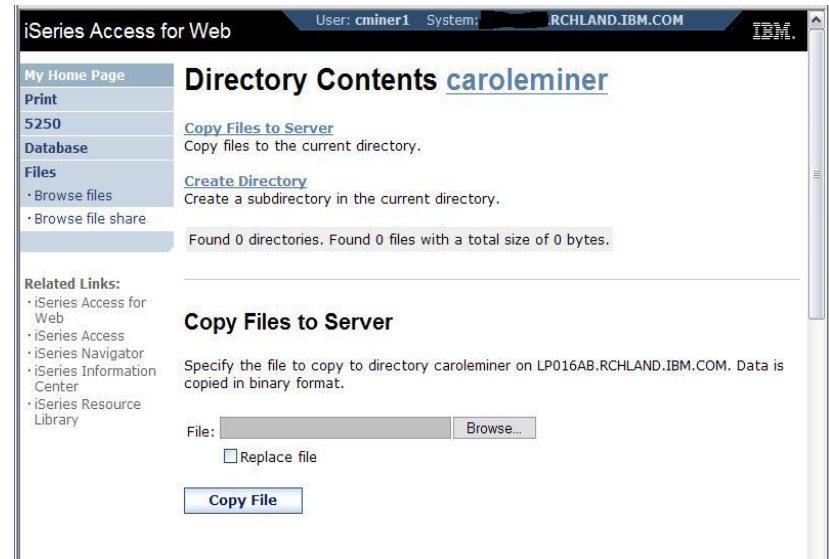 iSeries Access for Web
User: cminer1 System: .RCHLAND.IBM.COM
IBM.
My Home Page
Print
5250
Database
Files
· Browse files
· Browse file share
Related Links:
· iSeries Access for
Web
· iSeries Access
· iSeries Navigator
· iSeries Information
Center
· iSeries Resource
Library
Directory Contents caroleminer
Copy Files to Server
Copy files to the current directory.
Create Directory
Create a subdirectory in the current directory.
Found 0 directories. Found 0 files with a total size of 0 bytes.
Copy Files to Server
Specify the file to copy to directory caroleminer on LP016AB.RCHLAND.IBM.COM. Data is
copied in binary format.
File:
Browse...
Replace file
Copy File